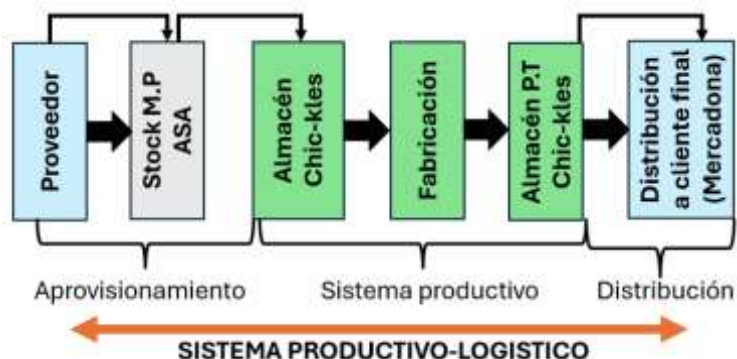 Proveedor
Stock M.P
ASA
Almacén
Chic-kles
Fabricación
Almacén P.T
Chic-kles
Distribución
a cliente final
(Mercadona)
Aprovisionamiento
Sistema productivo
Distribución
SISTEMA PRODUCTIVO-LOGISTICO